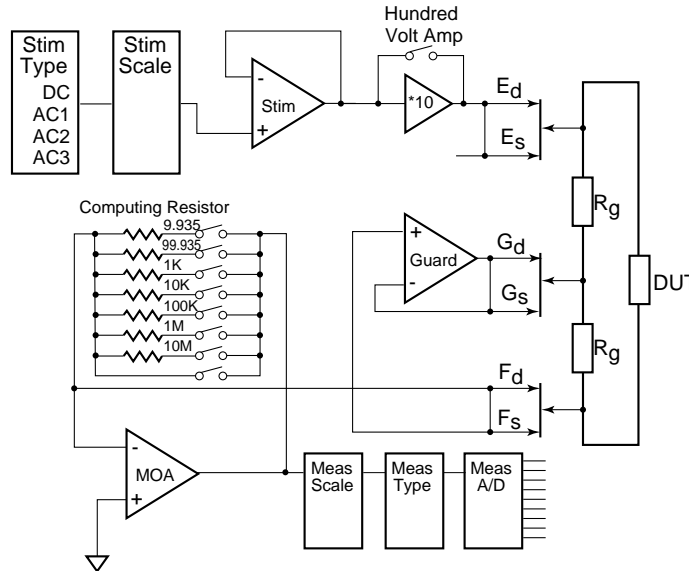 Hundred
Volt Amp
Stim
Type
DC
AC1
AC2
AC3
Stim
Scale
-
Stim
+
*10
Ed
Es
Rg
Computing Resistor
9.935
99.935
1K
10K
100K
1M
10M
+
Guard
-
Gd
Gs
DUT
Rg
Fd
Fs
-
MOA
+
Meas
Scale
Meas
Type
Meas
A/D